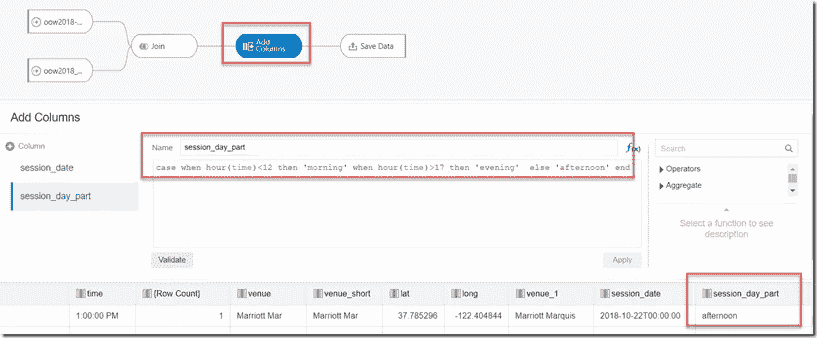 oow2018-...
Join
Add
Columns
Save Data
oow2018_...
Add Columns
Column
session_date
session_day_part
Name session_day_part f(x)
case when hour(time)<12 then 'morning' when hour(time)>17 then 'evening' else 'afternoon' end
Search
Operators
Aggregate
Select a function to see
description
Validate
Apply
time {Row Count} venue venue_short lat long venue_1 session_date session_day_part
1:00:00 PM 1 Marriott Mar Marriott Mar 37.785296 -122.404844 Marriott Marquis 2018-10-22T00:00:00 afternoon